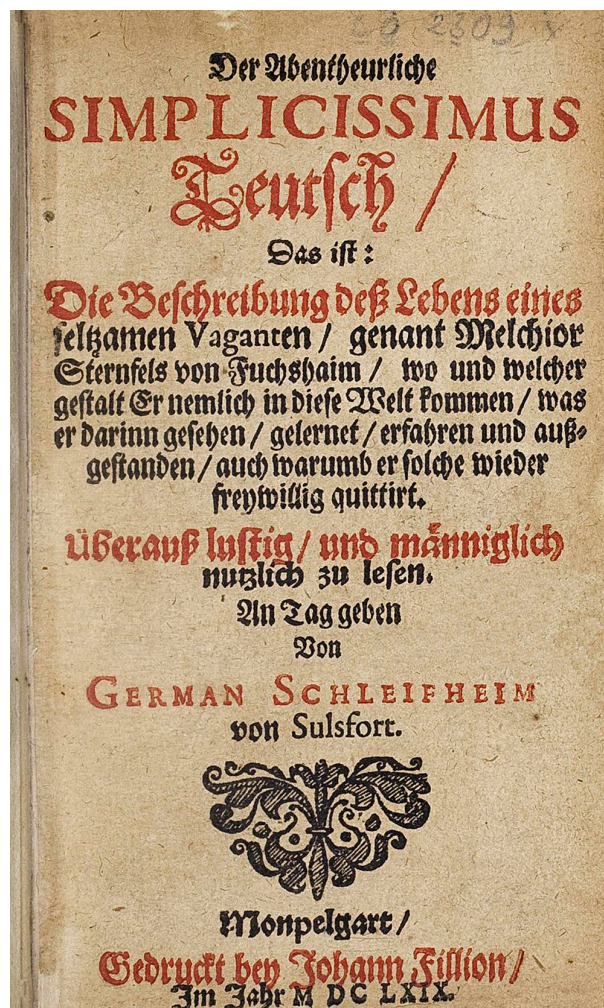 Der Abentheurliche
SIMPLICISSIMUS
Teutsch /
Das ist:
Die Beschreibung deß Lebens eines
seltzamen Vaganten / genant Melchior
Sternfels von Fuchshaim / wo und welcher
gestalt Er nemlich in diese Welt kommen / was
er darinn gesehen / gelernet / erfahren und auß-
gestanden / auch warumb er solche wieder
freywillig quittirt.
Überauß lustig / und männiglich
nutzlich zu lesen.
An Tag geben
Von
GERMAN SCHLEIFHEIM
von Sulsfort.
Monpelgart /
Gedruckt bey Johann Fillion /
Im Jahr M DC LXIX.